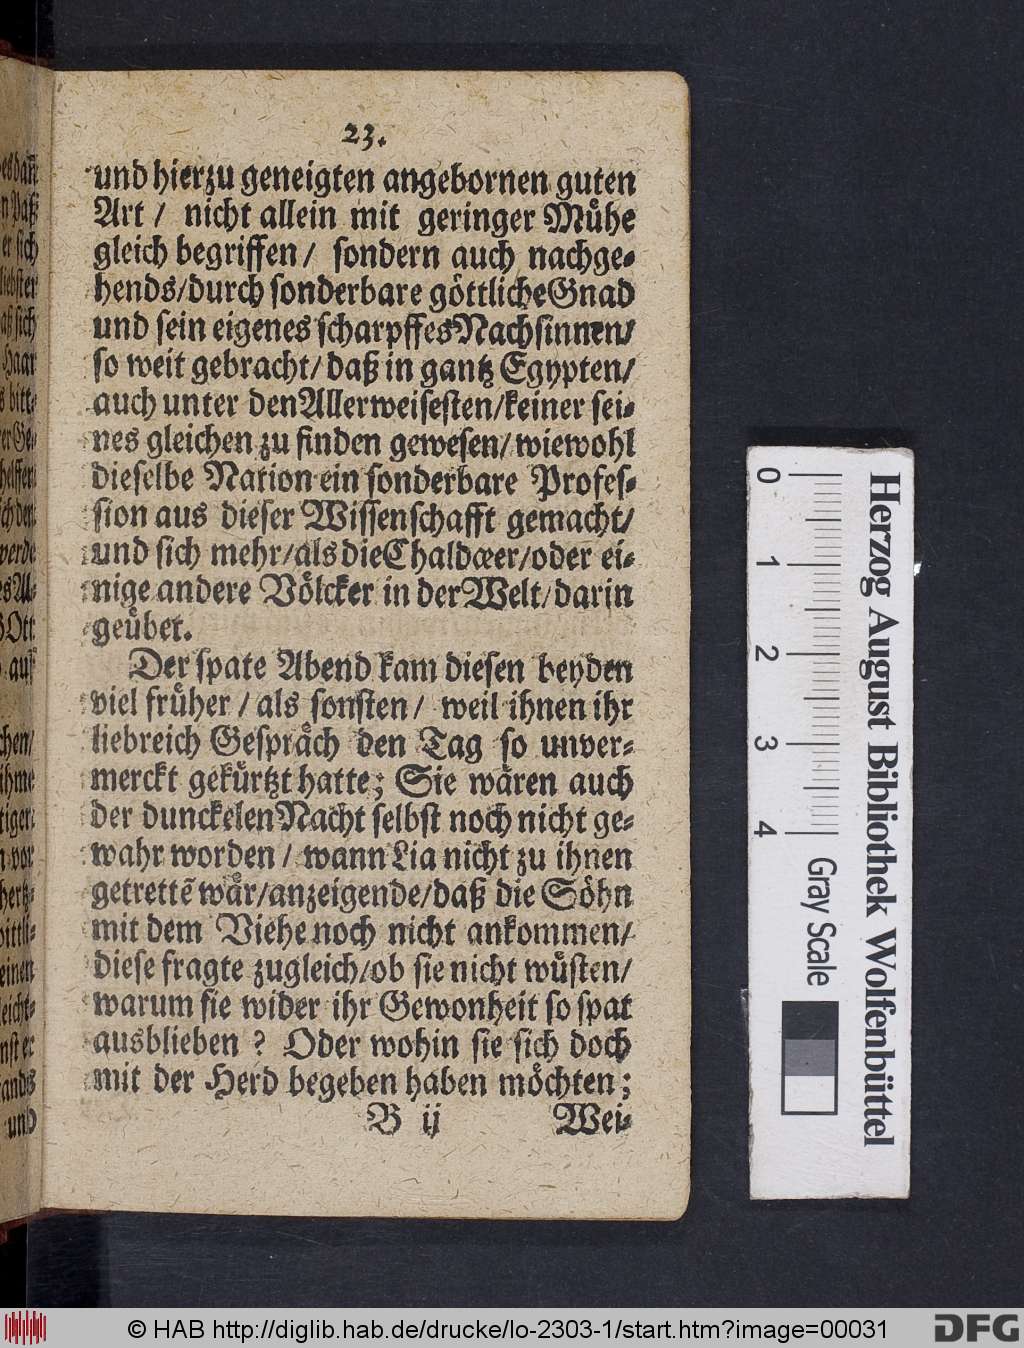 23.
und hierzu geneigten angebornen guten
Art / nicht allein mit geringer Mühe
gleich begriffen / sondern auch nachge-
hends/durch sonderbare göttliche Gnad
und sein eigenes scharpffes Nachsinnen/
so weit gebracht/ daß in gantz Egypten/
auch unter den Allerweisesten/keiner sei-
nes gleichen zu finden gewesen/ wiewohl
dieselbe Nation ein sonderbare Profes-
sion aus dieser Wissenschafft gemacht/
und sich mehr/als die Chaldœer/oder ei-
nige andere Völcker in der Welt/darin
geübet.
Der spate Abend kam diesen beyden
viel früher / als sonsten / weil ihnen ihr
liebreich Gespräch den Tag so unver-
merckt gekürtzt hatte; Sie wären auch
der dunckelen Nacht selbst noch nicht ge-
wahr worden / wann Lia nicht zu ihnen
getrettẽ wår/anzeigende/daß die Söhn
mit dem Viehe noch nicht ankommen/
diese fragte zugleich/ob sie nicht wüsten/
warum sie wider ihr Gewonheit so spat
ausblieben ? Oder wohin sie sich doch
mit der Herd begeben haben möchten;
B ij Wei-
Herzog August Bibliothek Wolfenbüttel
0 1 2 3 4
Gray Scale
© HAB http://diglib.hab.de/drucke/lo-2303-1/start.htm?image=00031
DFG